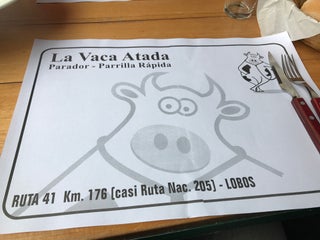 La Vaca Atada
Parador - Parrilla Rápida
RUTA 41 Km. 176 [casi Ruta Nac. 205] - LOBOS